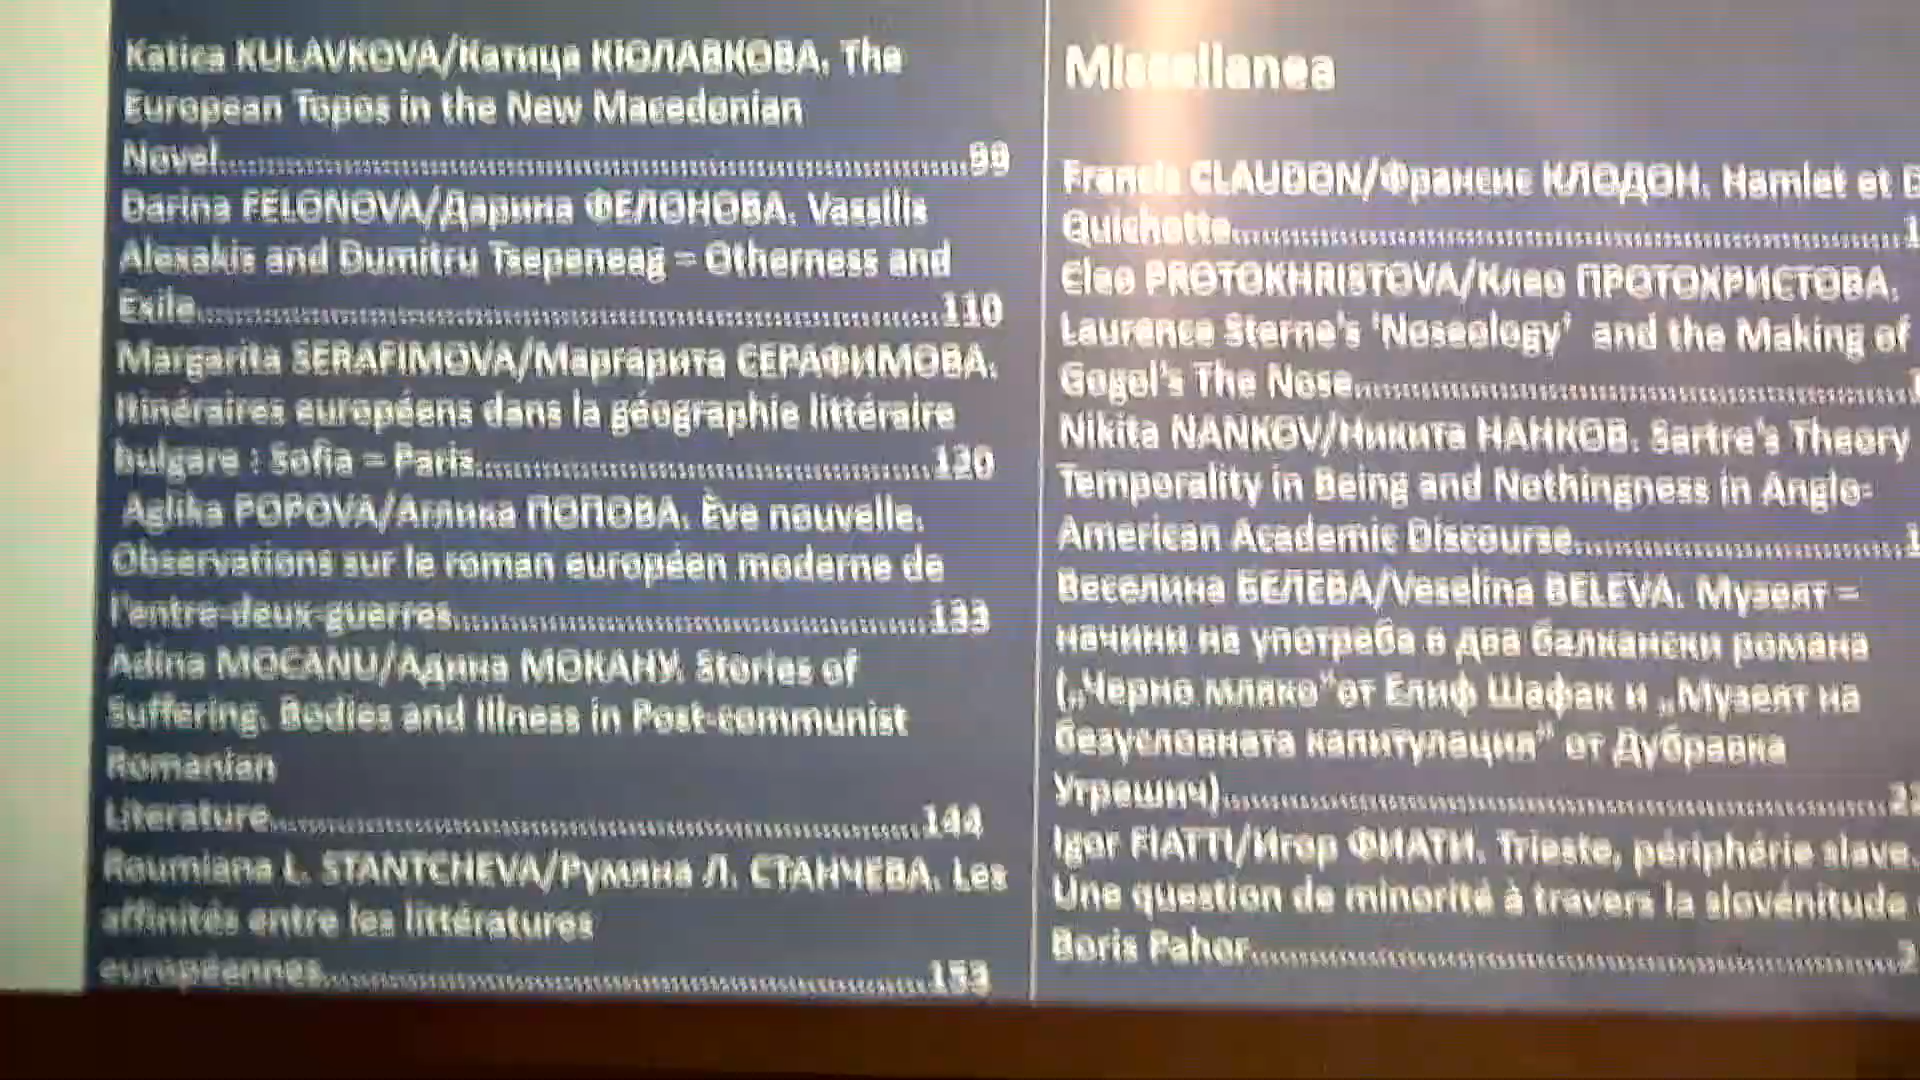 Katica KULAVKOVA/Катица КЮЛАВКОВА. The
European Topos in the New Macedonian
Novel..........99
Darina FELONOVA/Дарина ФЕЛОНОВА. Vassilis
Alexakis and Dumitru Tsepeneag – Otherness and
Exile..........110
Margarita SERAFIMOVA/Маргарита СЕРАФИМОВА.
Itinéraires européens dans la géographie littéraire
bulgare : Sofia – Paris..........120
Aglika POPOVA/Аглика ПОПОВА. Ève nouvelle.
Observations sur le roman européen moderne de
l'entre-deux-guerres..........133
Adina MOCANU/Адина МОКАНУ. Stories of
Suffering. Bodies and Illness in Post-communist
Romanian
Literature..........144
Roumiana L. STANTCHEVA/Румяна Л. СТАНЧЕВА. Les
affinités entre les littératures
européennes..........153
Miscellanea
Francis CLAUDON/Франсис КЛОДОН. Hamlet et
Quichotte..........
Cleo PROTOKHRISTOVA/Клео ПРОТОХРИСТОВА.
Laurence Sterne's 'Noseology' and the Making of
Gogol's The Nose..........
Nikita NANKOV/Никита НАНКОВ. Sartre's Theory
Temporality in Being and Nothingness in Anglo-
American Academic Discourse..........
Веселина БЕЛЕВА/Veselina BELEVA. Музеят –
начини на употреба в два балкански романа
(„Черно мляко" от Елиф Шафак и „Музеят на
безусловната капитулация" от Дубравка
Угрешич)..........
Igor FIATTI/Игор ФИАТИ. Trieste, périphérie slave.
Une question de minorité à travers la slovénitude
Boris Pahor..........